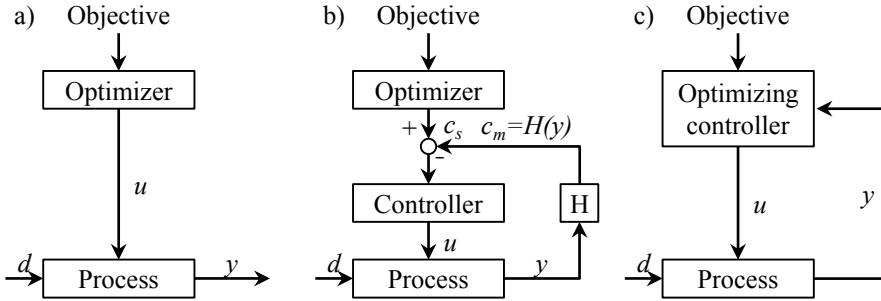 a) Objective
Optimizer
u
d
Process
y
b) Objective
Optimizer
+
c_s
c_m=H(y)
-
Controller
H
u
d
Process
y
c) Objective
Optimizing
controller
u
y
d
Process